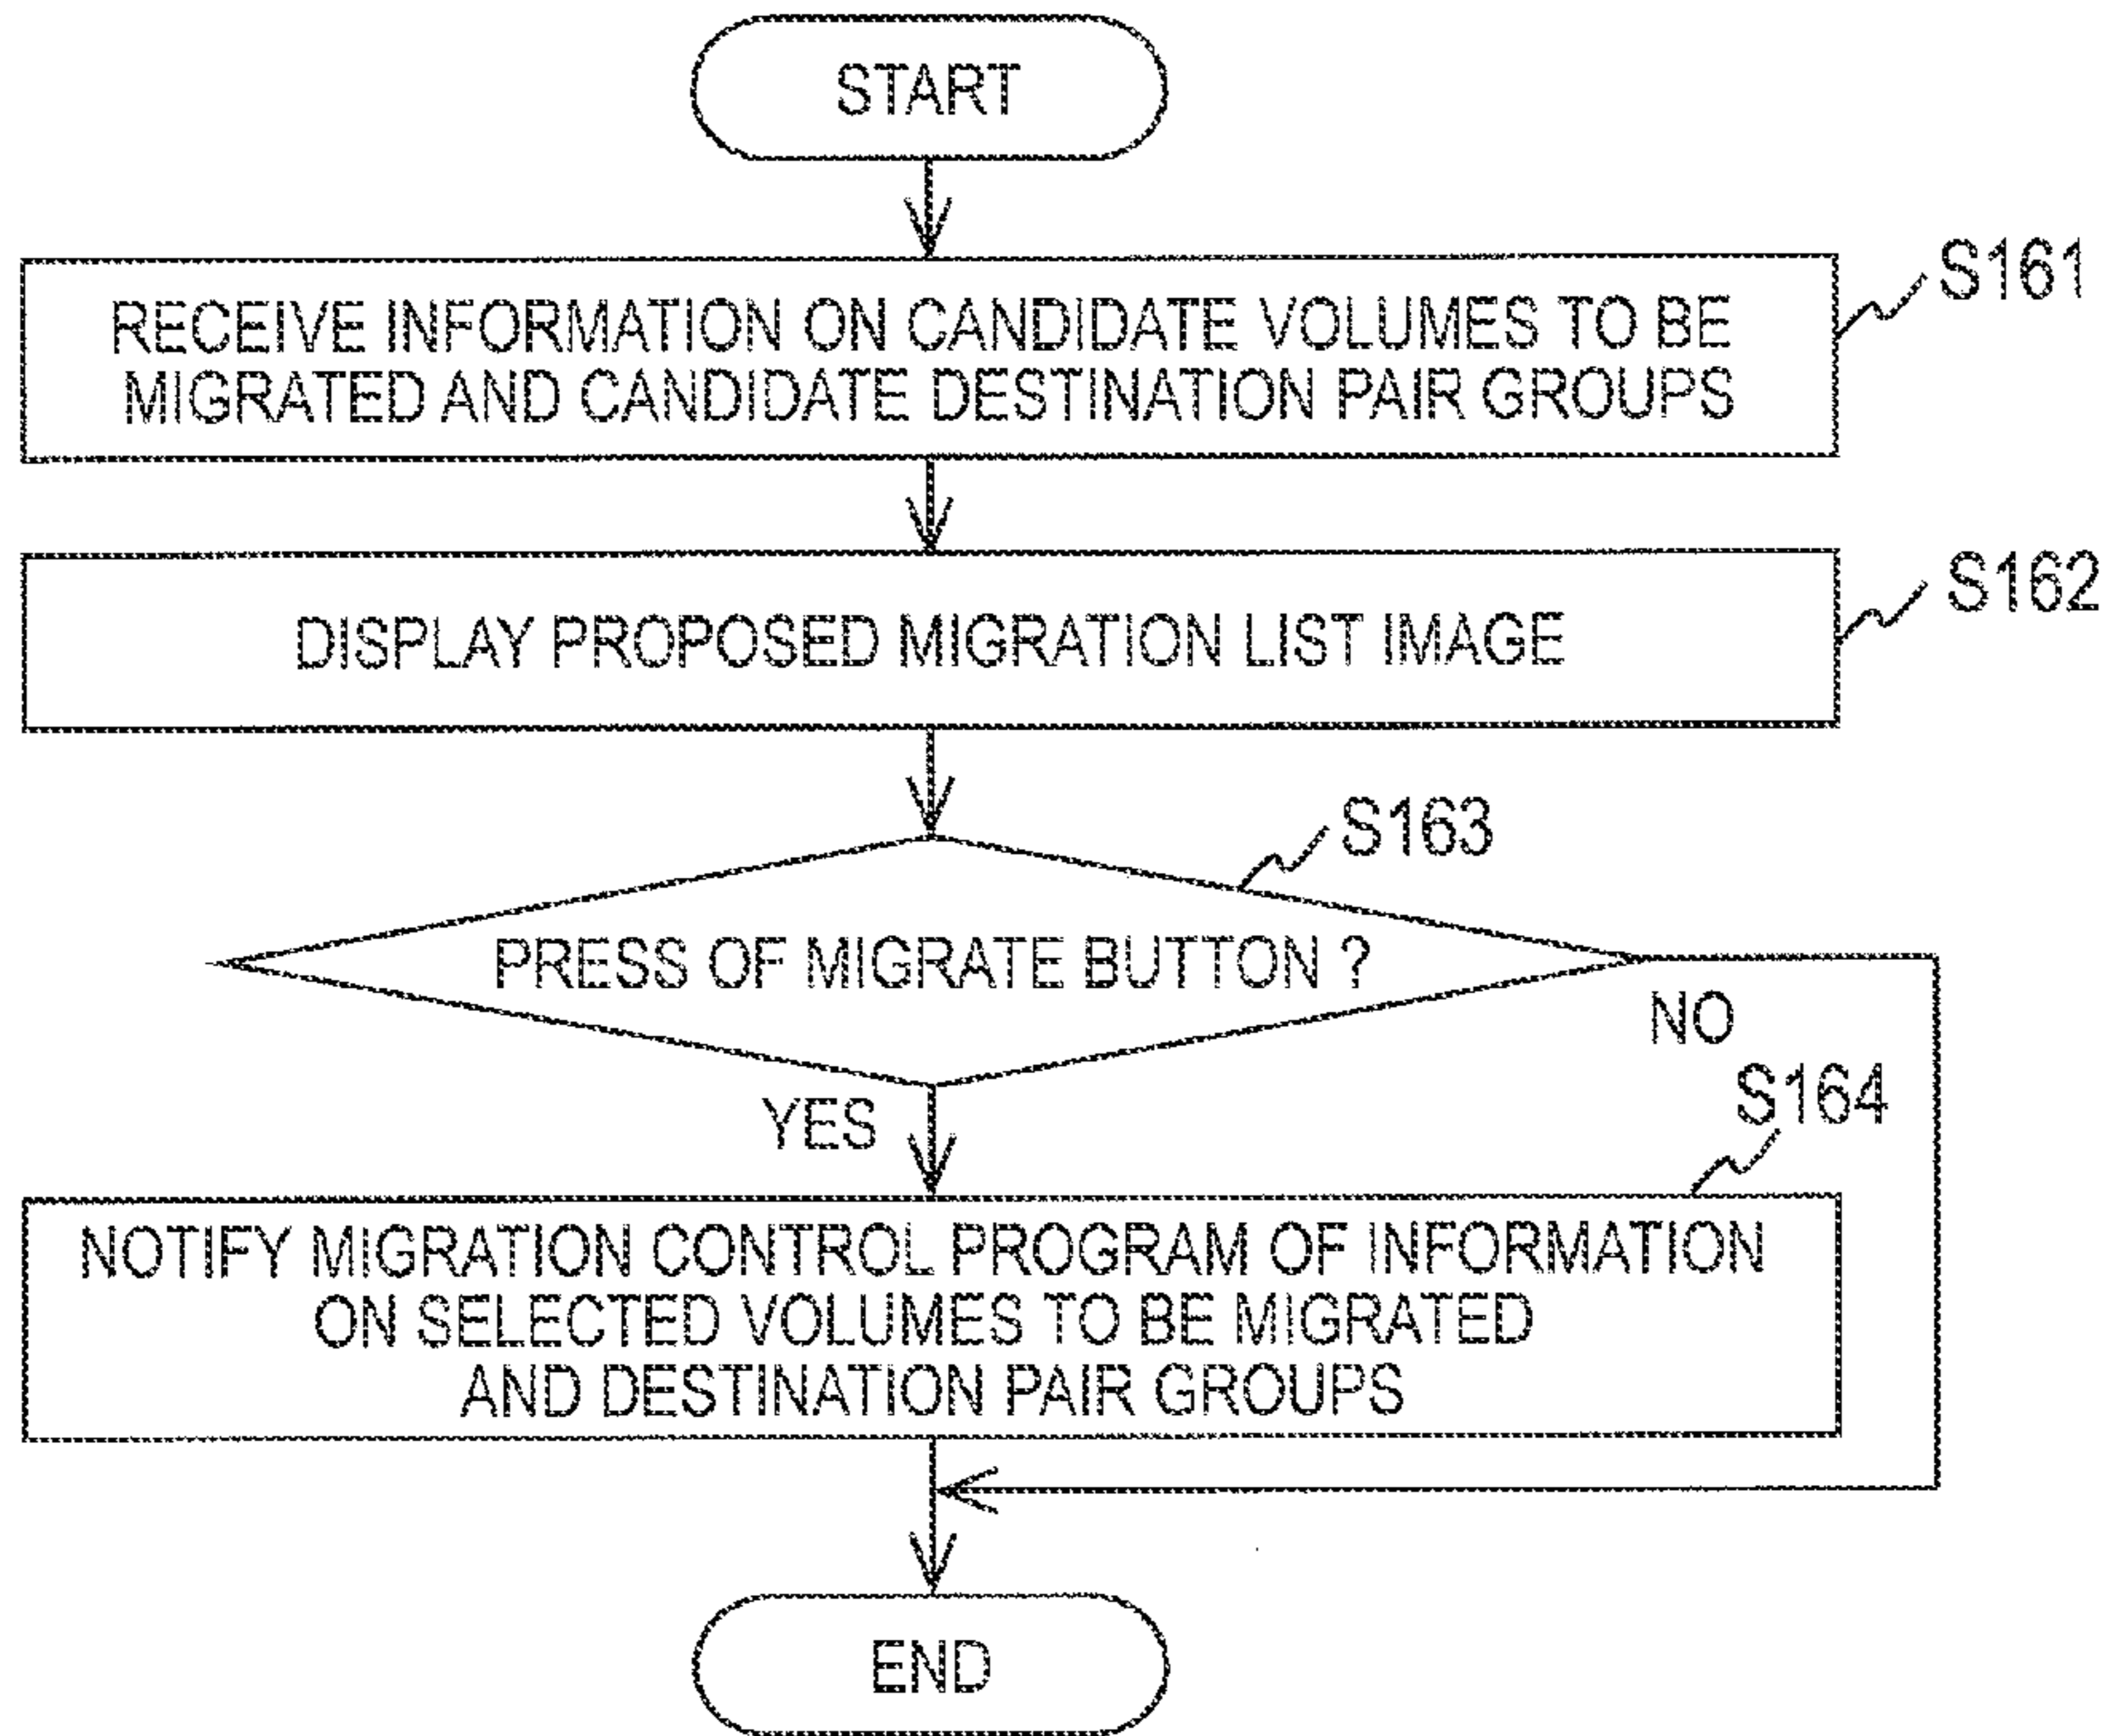 START
S161
RECEIVE INFORMATION ON CANDIDATE VOLUMES TO BE
MIGRATED AND CANDIDATE DESTINATION PAIR GROUPS
S162
DISPLAY PROPOSED MIGRATION LIST IMAGE
S163
PRESS OF MIGRATE BUTTON ?
NO
YES
S164
NOTIFY MIGRATION CONTROL PROGRAM OF INFORMATION
ON SELECTED VOLUMES TO BE MIGRATED
AND DESTINATION PAIR GROUPS
END